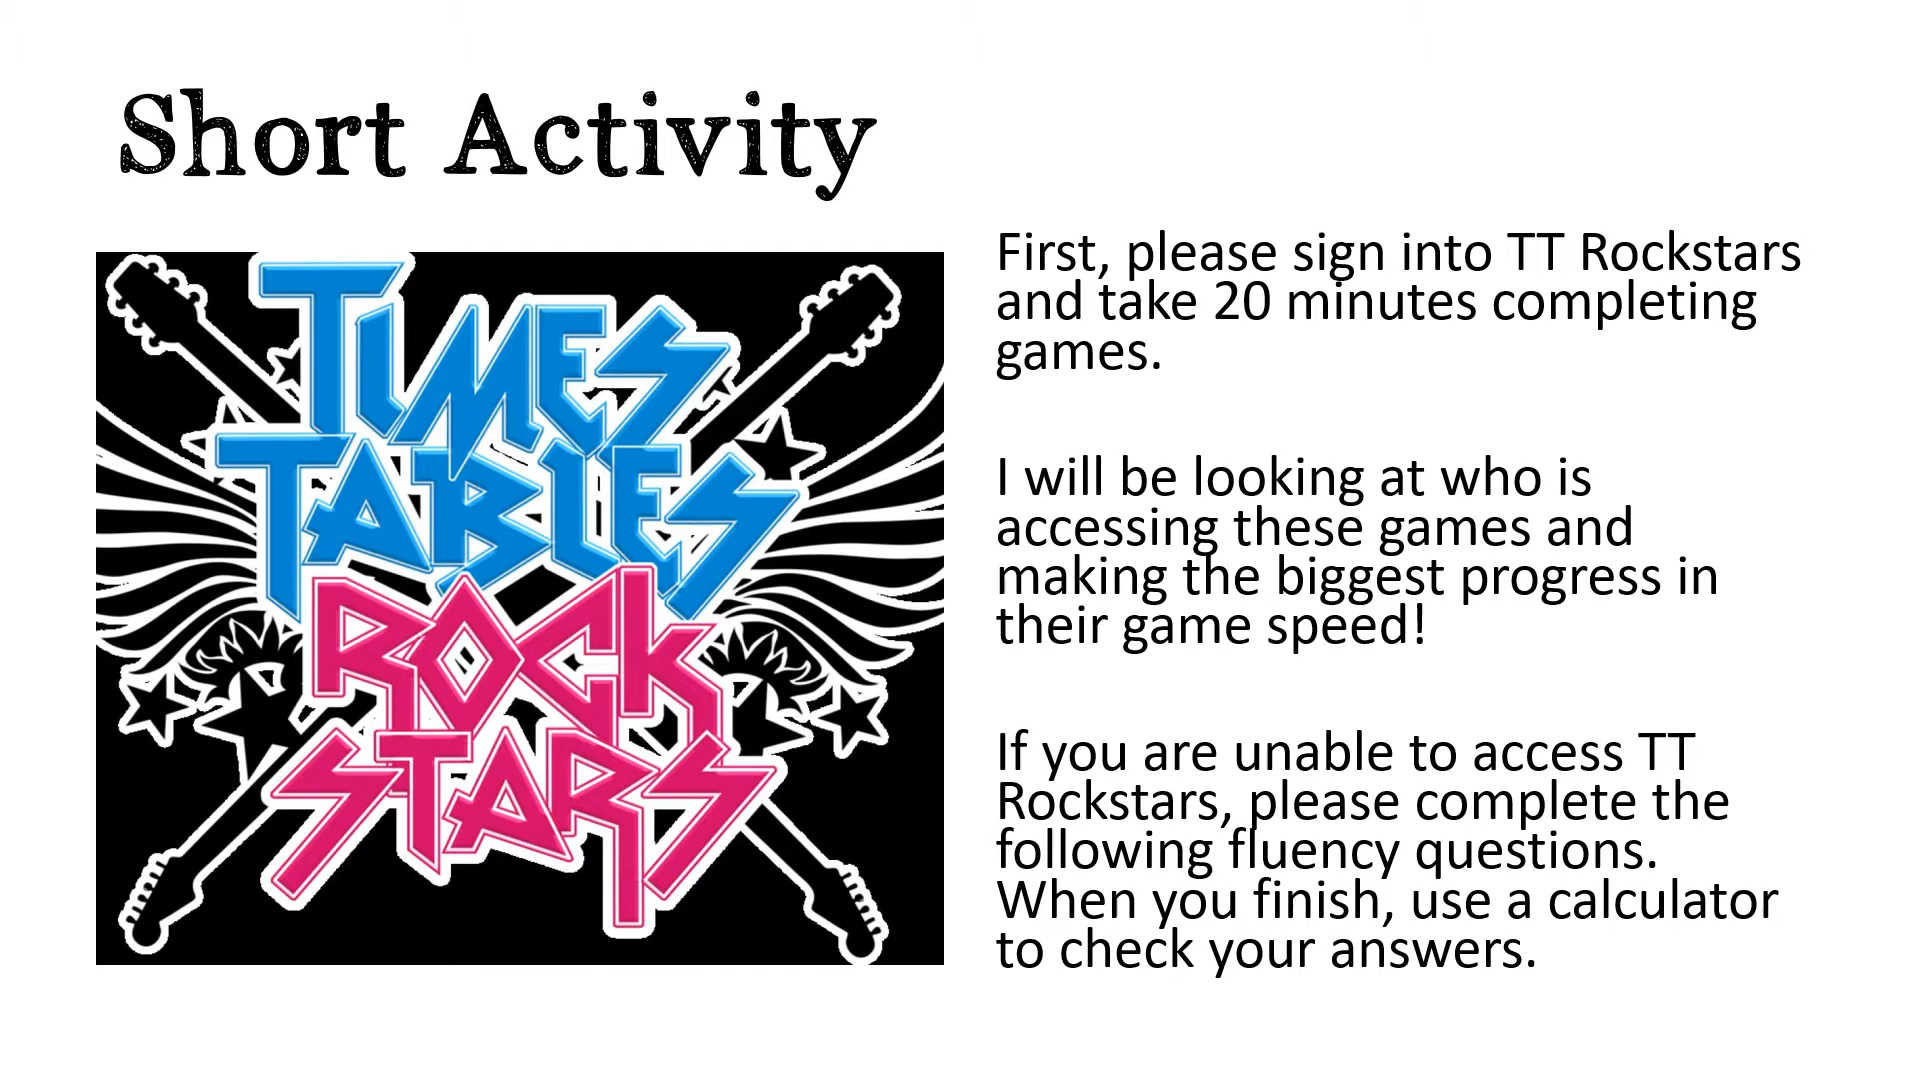 Short Activity
TIMES
TABLES
ROCK
STARS
First, please sign into TT Rockstars
and take 20 minutes completing
games.
I will be looking at who is
accessing these games and
making the biggest progress in
their game speed!
If you are unable to access TT
Rockstars, please complete the
following fluency questions.
When you finish, use a calculator
to check your answers.